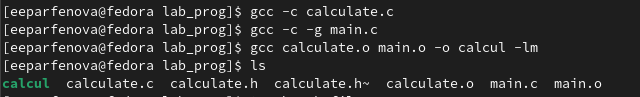 [eeparfenova@fedora lab_prog]$ gcc -c calculate.c
[eeparfenova@fedora lab_prog]$ gcc -c -g main.c
[eeparfenova@fedora lab_prog]$ gcc calculate.o main.o -o calcul -lm
[eeparfenova@fedora lab_prog]$ ls
calcul  calculate.c  calculate.h  calculate.h~  calculate.o  main.c  main.o